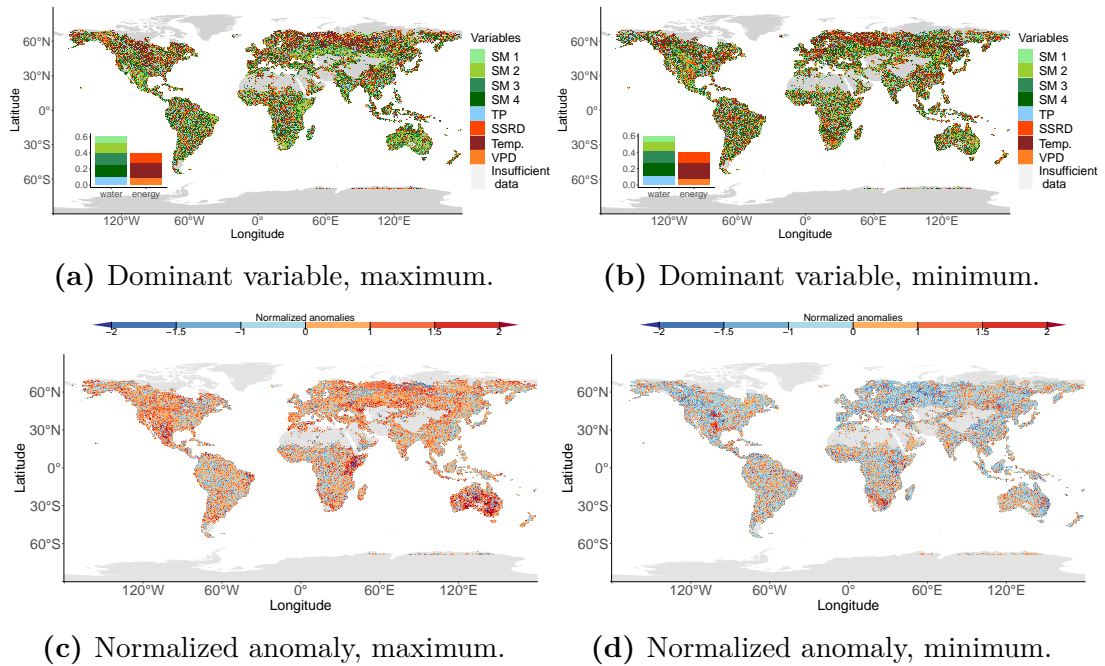 Variables
SM 1
SM 2
SM 3
SM 4
TP
SSRD
Temp.
VPD
Insufficient
data
60°N
30°N
0°
30°S
60°S
Latitude
0.6
0.4
0.2
0.0
water energy
120°W 60°W 0° 60°E 120°E
Longitude
(a) Dominant variable, maximum.
Variables
SM 1
SM 2
SM 3
SM 4
TP
SSRD
Temp.
VPD
Insufficient
data
60°N
30°N
0°
30°S
60°S
Latitude
0.6
0.4
0.2
0.0
water energy
120°W 60°W 0° 60°E 120°E
Longitude
(b) Dominant variable, minimum.
Normalized anomalies
−2 −1.5 −1 0 1 1.5 2
60°N
30°N
0°
30°S
60°S
Latitude
120°W 60°W 0° 60°E 120°E
Longitude
(c) Normalized anomaly, maximum.
Normalized anomalies
−2 −1.5 −1 0 1 1.5 2
60°N
30°N
0°
30°S
60°S
Latitude
120°W 60°W 0° 60°E 120°E
Longitude
(d) Normalized anomaly, minimum.